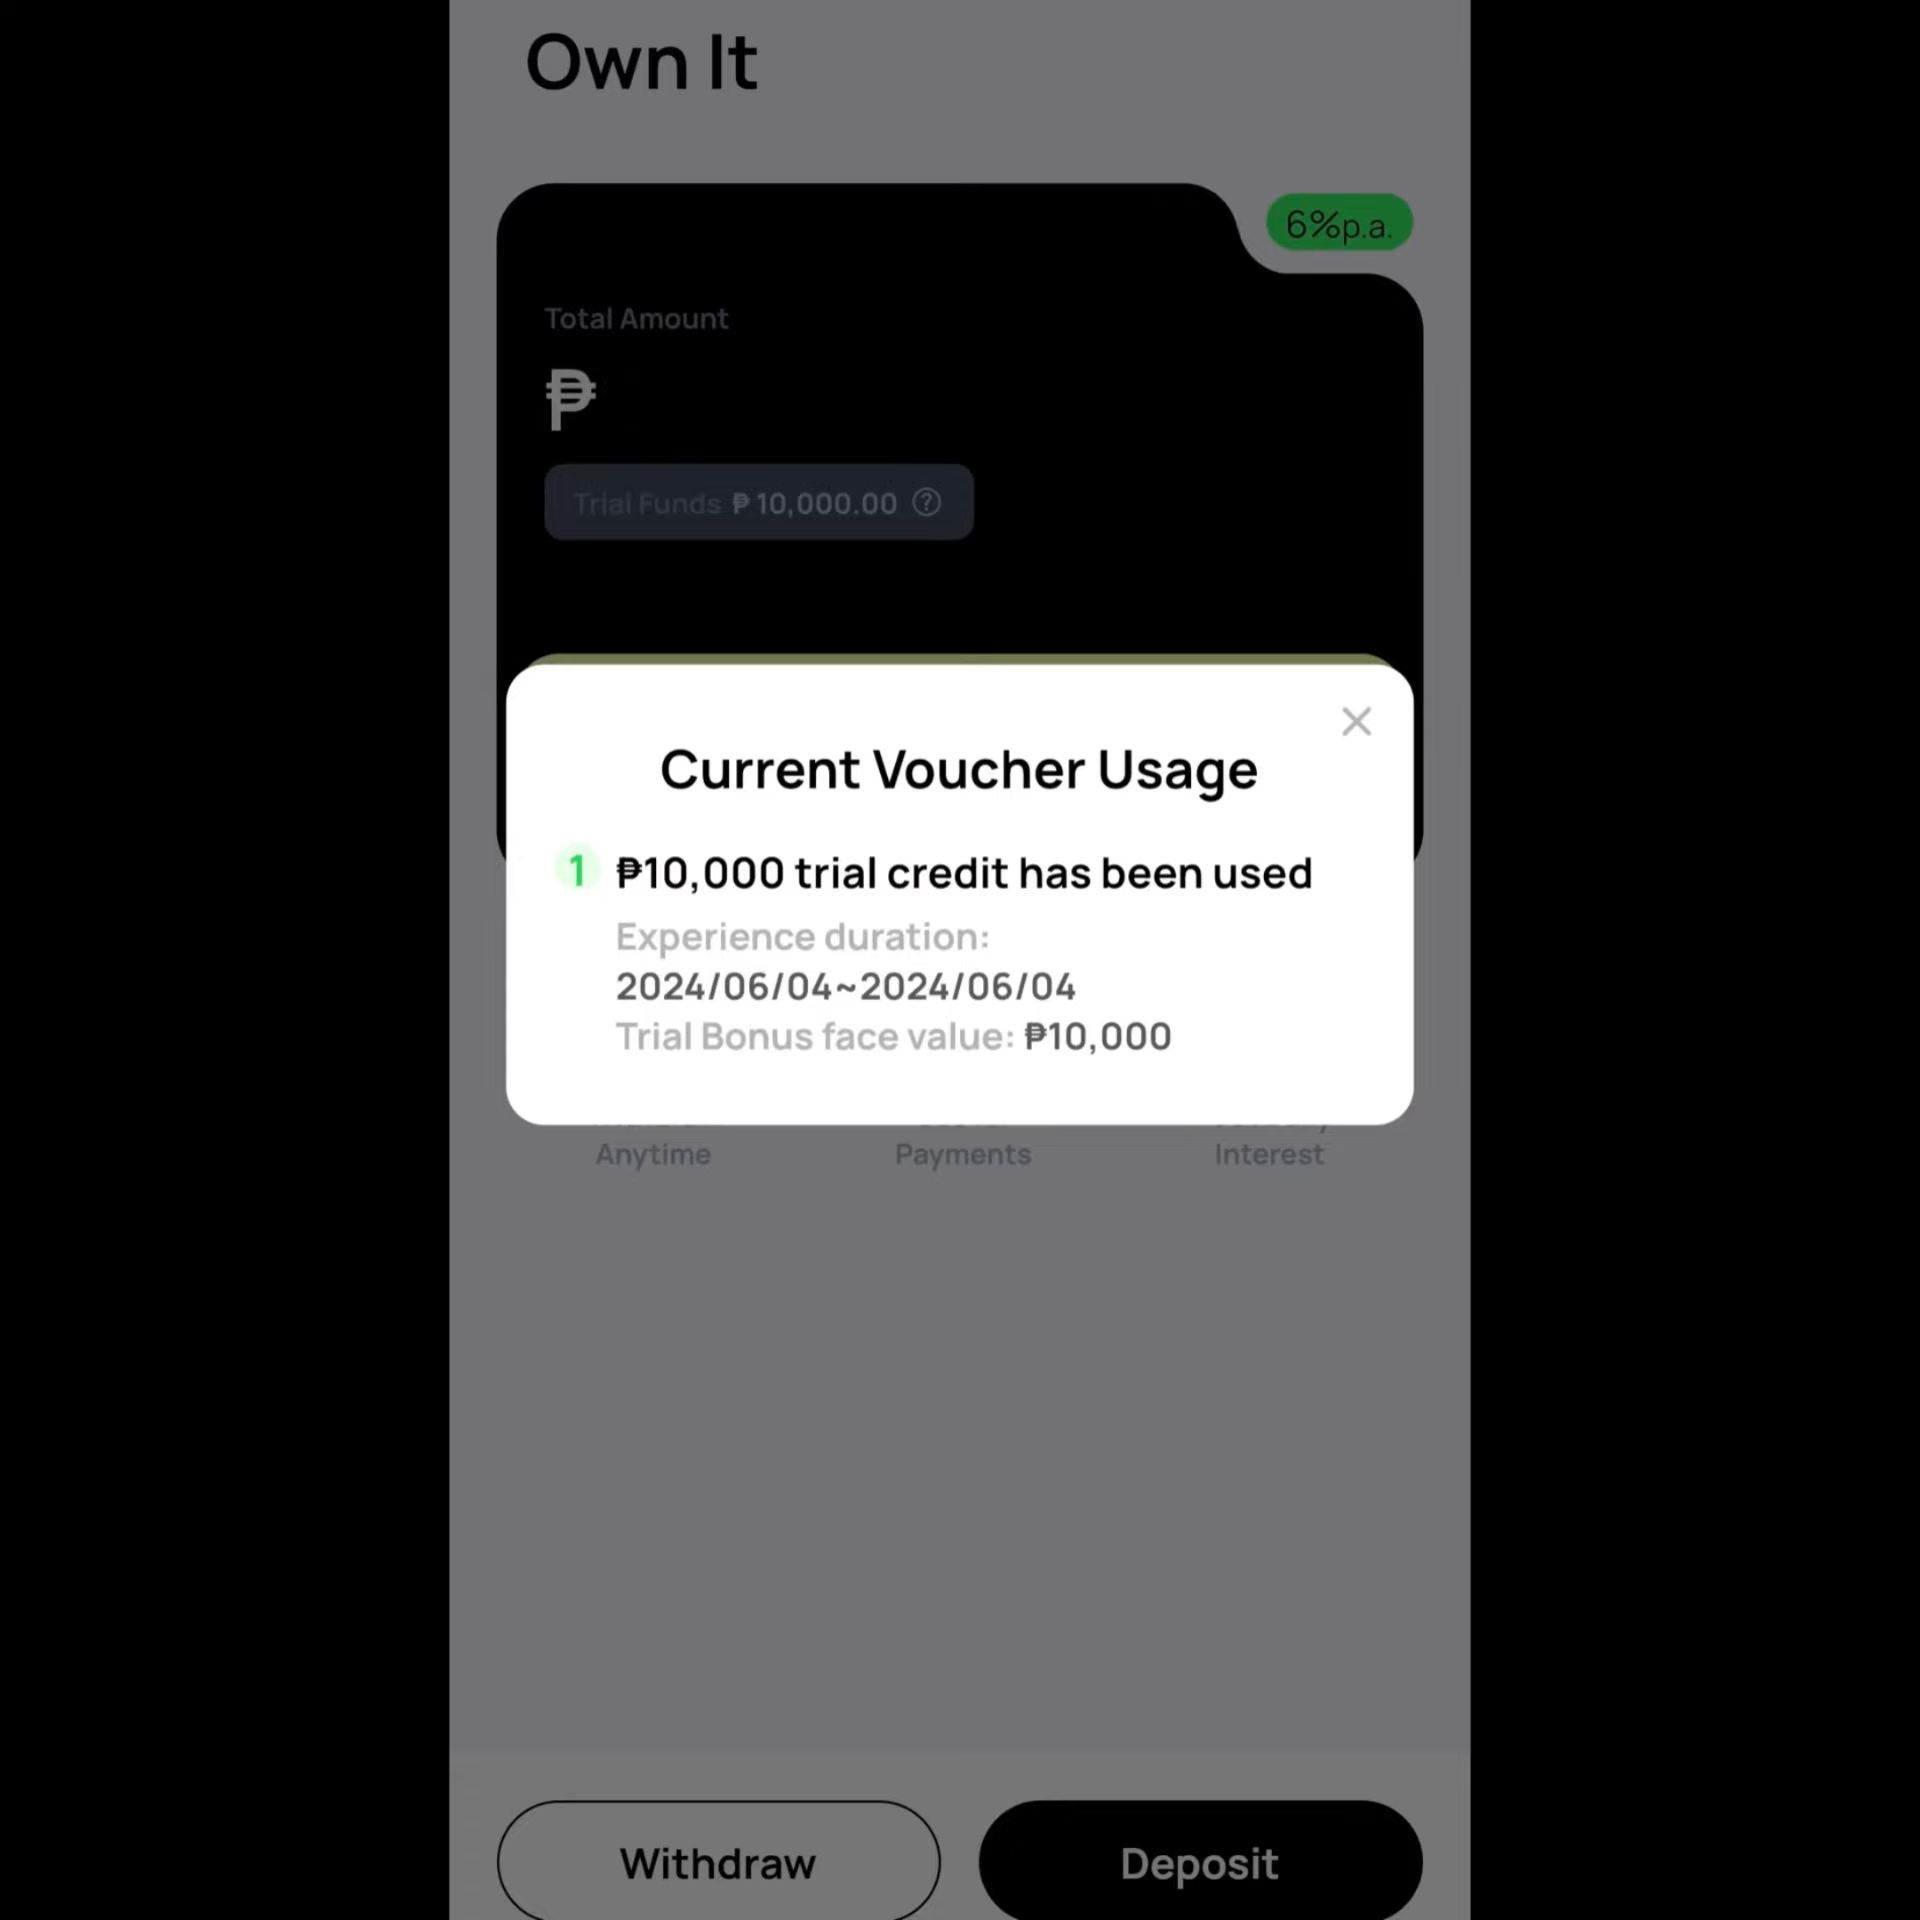 Own It
6%p.a.
Total Amount
₱
Trial Funds ₱ 10,000.00
Current Voucher Usage
1 ₱10,000 trial credit has been used
Experience duration:
2024/06/04~2024/06/04
Trial Bonus face value: ₱10,000
Anytime Payments Interest
Withdraw Deposit